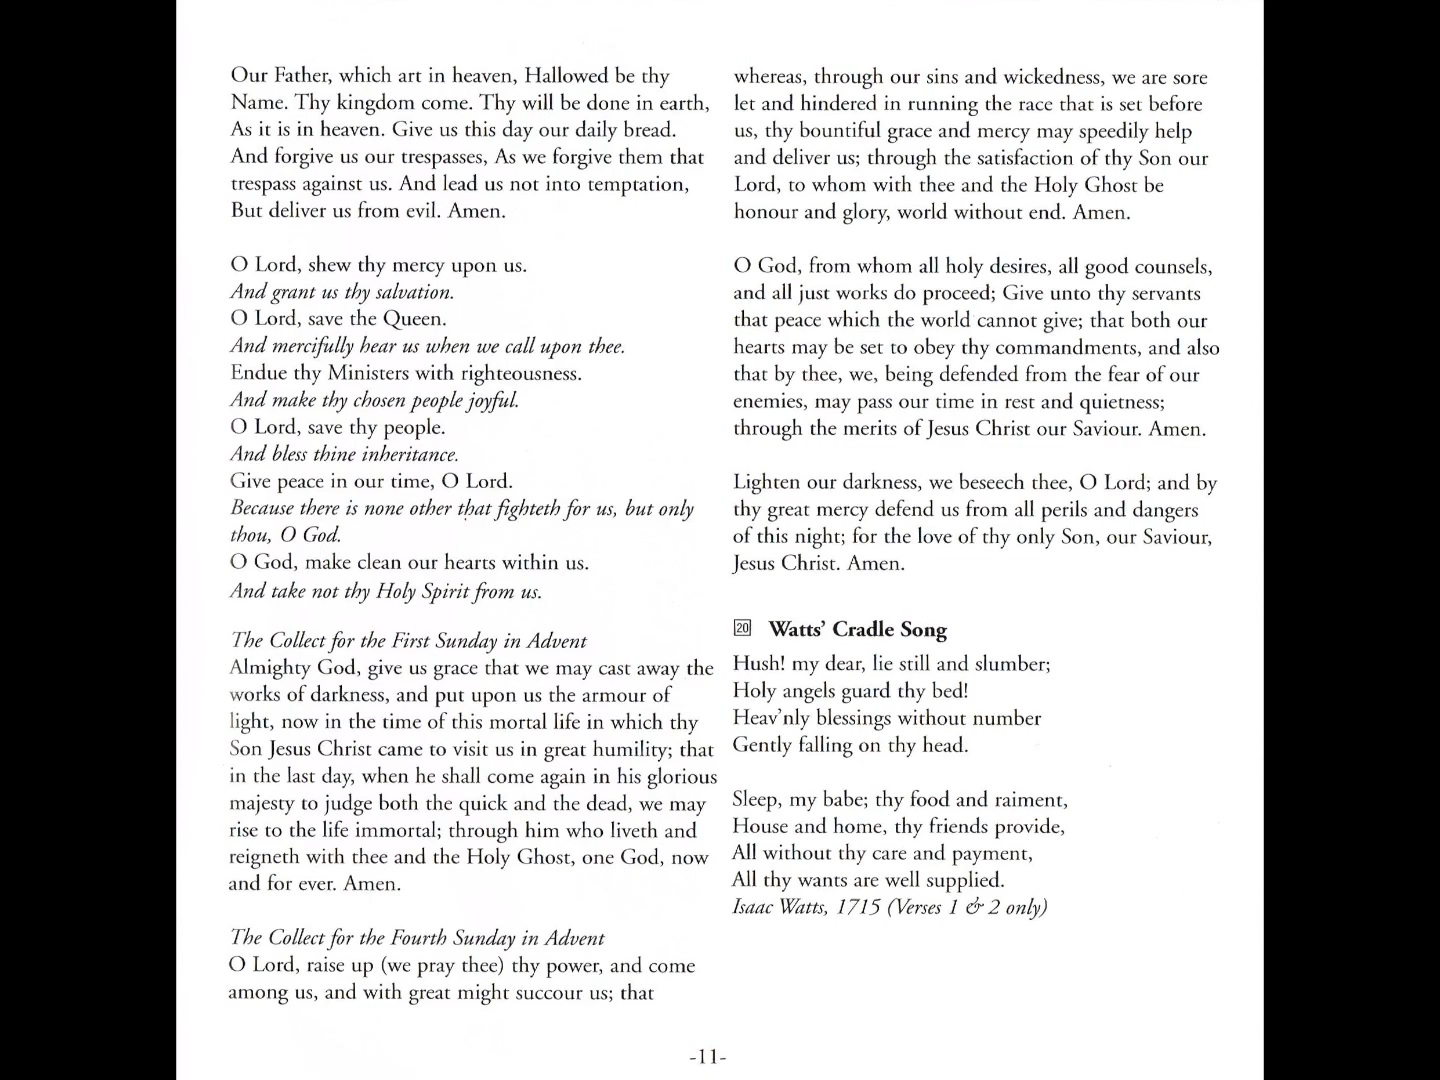 Our Father, which art in heaven, Hallowed be thy
Name. Thy kingdom come. Thy will be done in earth,
As it is in heaven. Give us this day our daily bread.
And forgive us our trespasses, As we forgive them that
trespass against us. And lead us not into temptation,
But deliver us from evil. Amen.

O Lord, shew thy mercy upon us.
And grant us thy salvation.
O Lord, save the Queen.
And mercifully hear us when we call upon thee.
Endue thy Ministers with righteousness.
And make thy chosen people joyful.
O Lord, save thy people.
And bless thine inheritance.
Give peace in our time, O Lord.
Because there is none other that fighteth for us, but only
thou, O God.
O God, make clean our hearts within us.
And take not thy Holy Spirit from us.

The Collect for the First Sunday in Advent
Almighty God, give us grace that we may cast away the
works of darkness, and put upon us the armour of
light, now in the time of this mortal life in which thy
Son Jesus Christ came to visit us in great humility; that
in the last day, when he shall come again in his glorious
majesty to judge both the quick and the dead, we may
rise to the life immortal; through him who liveth and
reigneth with thee and the Holy Ghost, one God, now
and for ever. Amen.

The Collect for the Fourth Sunday in Advent
O Lord, raise up (we pray thee) thy power, and come
among us, and with great might succour us; that
whereas, through our sins and wickedness, we are sore
let and hindered in running the race that is set before
us, thy bountiful grace and mercy may speedily help
and deliver us; through the satisfaction of thy Son our
Lord, to whom with thee and the Holy Ghost be
honour and glory, world without end. Amen.

O God, from whom all holy desires, all good counsels,
and all just works do proceed; Give unto thy servants
that peace which the world cannot give; that both our
hearts may be set to obey thy commandments, and also
that by thee, we, being defended from the fear of our
enemies, may pass our time in rest and quietness;
through the merits of Jesus Christ our Saviour. Amen.

Lighten our darkness, we beseech thee, O Lord; and by
thy great mercy defend us from all perils and dangers
of this night; for the love of thy only Son, our Saviour,
Jesus Christ. Amen.

20 Watts' Cradle Song
Hush! my dear, lie still and slumber;
Holy angels guard thy bed!
Heav'nly blessings without number
Gently falling on thy head.

Sleep, my babe; thy food and raiment,
House and home, thy friends provide,
All without thy care and payment,
All thy wants are well supplied.
Isaac Watts, 1715 (Verses 1 & 2 only)

-11-